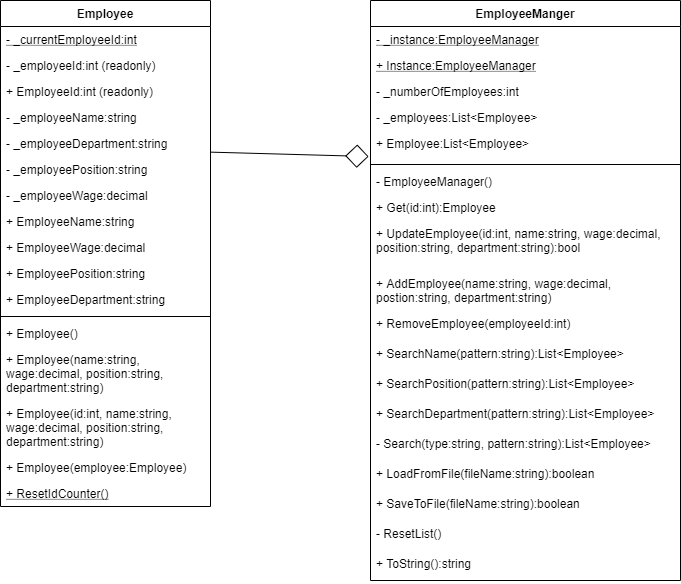 Employee
- _currentEmployeeId:int
- _employeeId:int (readonly)
+ EmployeeId:int (readonly)
- _employeeName:string
- _employeeDepartment:string
- _employeePosition:string
- _employeeWage:decimal
+ EmployeeName:string
+ EmployeeWage:decimal
+ EmployeePosition:string
+ EmployeeDepartment:string
+ Employee()
+ Employee(name:string,
wage:decimal, position:string,
department:string)
+ Employee(id:int, name:string,
wage:decimal, position:string,
department:string)
+ Employee(employee:Employee)
+ ResetIdCounter()
EmployeeManger
- _instance:EmployeeManager
+ Instance:EmployeeManager
- _numberOfEmployees:int
- _employees:List<Employee>
+ Employee:List<Employee>
- EmployeeManager()
+ Get(id:int):Employee
+ UpdateEmployee(id:int, name:string, wage:decimal,
position:string, department:string):bool
+ AddEmployee(name:string, wage:decimal,
postion:string, department:string)
+ RemoveEmployee(employeeId:int)
+ SearchName(pattern:string):List<Employee>
+ SearchPosition(pattern:string):List<Employee>
+ SearchDepartment(pattern:string):List<Employee>
- Search(type:string, pattern:string):List<Employee>
+ LoadFromFile(fileName:string):boolean
+ SaveToFile(fileName:string):boolean
- ResetList()
+ ToString():string